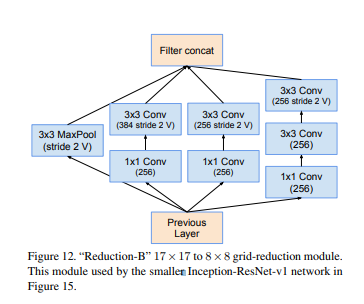 Filter concat
3x3 Conv
(256 stride 2 V)
3x3 Conv
(384 stride 2 V)
3x3 Conv
(256 stride 2 V)
3x3 MaxPool
(stride 2 V)
3x3 Conv
(256)
1x1 Conv
(256)
1x1 Conv
(256)
1x1 Conv
(256)
Previous
Layer
Figure 12. “Reduction-B” 17 × 17 to 8 × 8 grid-reduction module.
This module used by the smaller Inception-ResNet-v1 network in
Figure 15.